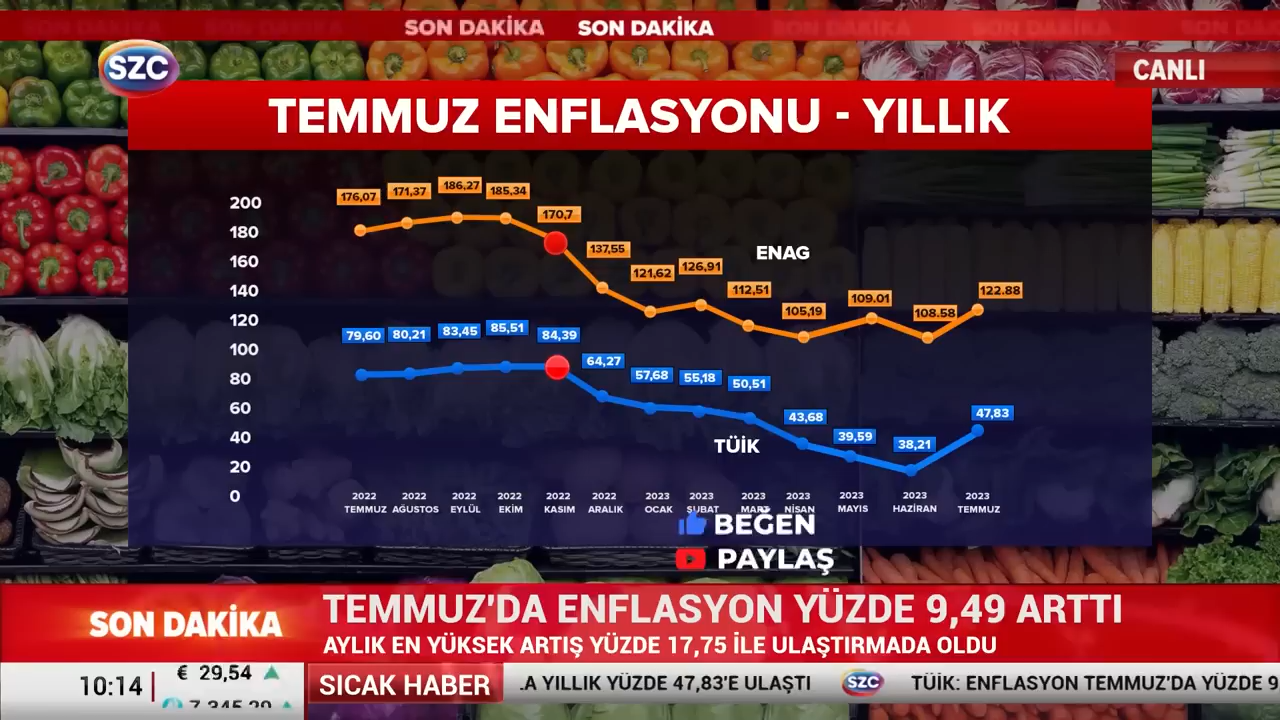 SON DAKİKA SON DAKİKA
SZC
CANLI
TEMMUZ ENFLASYONU - YILLIK
200
180
160
140
120
100
80
60
40
20
0
176,07 171,37 186,27 185,34 170,7 137,55 121,62 126,91 112,51 105,19 109.01 108.58 122.88
ENAG
79,60 80,21 83,45 85,51 84,39 64,27 57,68 55,18 50,51 43,68 39,59 38,21 47,83
TÜİK
2022 TEMMUZ
2022 AĞUSTOS
2022 EYLÜL
2022 EKİM
2022 KASIM
2022 ARALIK
2023 OCAK
2023 ŞUBAT
2023 MART
2023 NİSAN
2023 MAYIS
2023 HAZİRAN
2023 TEMMUZ
BEĞEN
PAYLAŞ
SON DAKİKA
TEMMUZ'DA ENFLASYON YÜZDE 9,49 ARTTI
AYLIK EN YÜKSEK ARTIŞ YÜZDE 17,75 İLE ULAŞTIRMADA OLDU
10:14
€ 29,54
SICAK HABER
.A YILLIK YÜZDE 47,83'E ULAŞTI SZC TÜİK: ENFLASYON TEMMUZ'DA YÜZDE 9